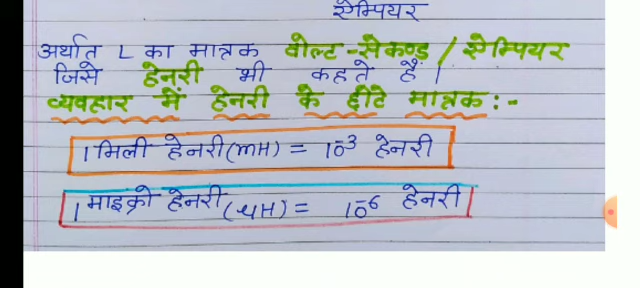 ऐम्पियर
अर्थात L का मात्रक वोल्ट-सेकण्ड / ऐम्पियर
जिसे हेनरी भी कहते हैं।
व्यवहार में हेनरी के छोटे मात्रक :-
1 मिली हेनरी (mH) = 10⁻³ हेनरी
1 माइक्रो हेनरी (μH) = 10⁻⁶ हेनरी